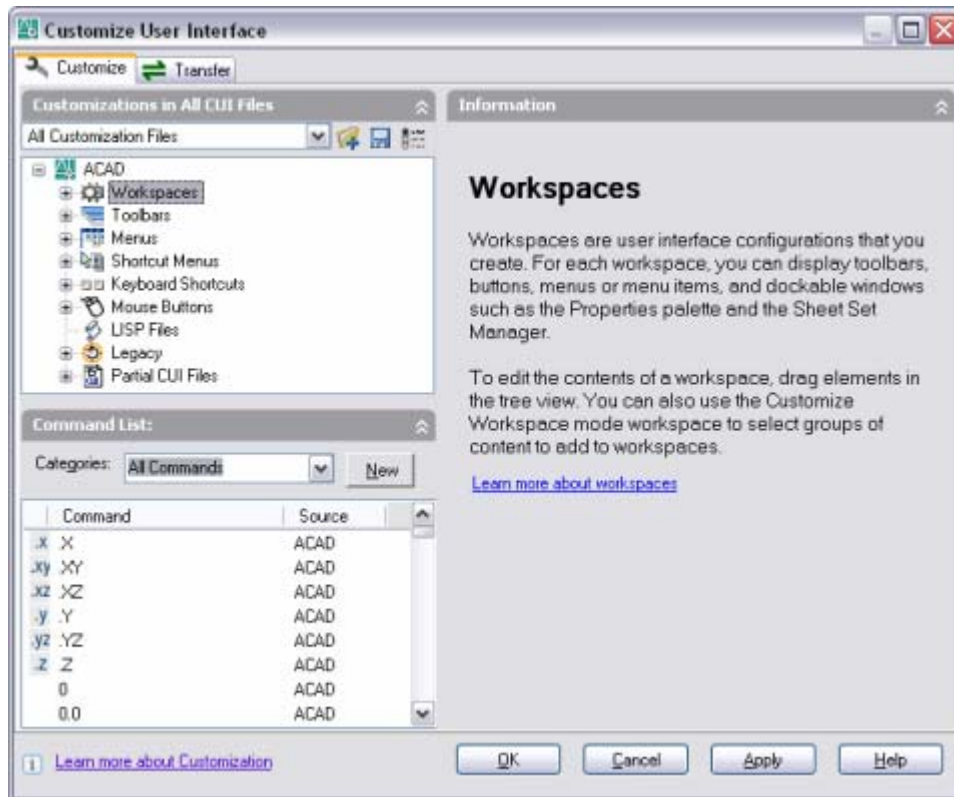 Customize User Interface
Customize Transfer
Customizations in All CUI Files
All Customization Files
ACAD
Workspaces
Toolbars
Menus
Shortcut Menus
Keyboard Shortcuts
Mouse Buttons
LISP Files
Legacy
Partial CUI Files
Command List:
Categories: All Commands New
Command Source
.x .X ACAD
.xy .XY ACAD
.xz .XZ ACAD
.y .Y ACAD
.yz .YZ ACAD
.z .Z ACAD
0 ACAD
0.0 ACAD
Information
Workspaces
Workspaces are user interface configurations that you
create. For each workspace, you can display toolbars,
buttons, menus or menu items, and dockable windows
such as the Properties palette and the Sheet Set
Manager.
To edit the contents of a workspace, drag elements in
the tree view. You can also use the Customize
Workspace mode workspace to select groups of
content to add to workspaces.
Learn more about workspaces
Learn more about Customization
OK Cancel Apply Help